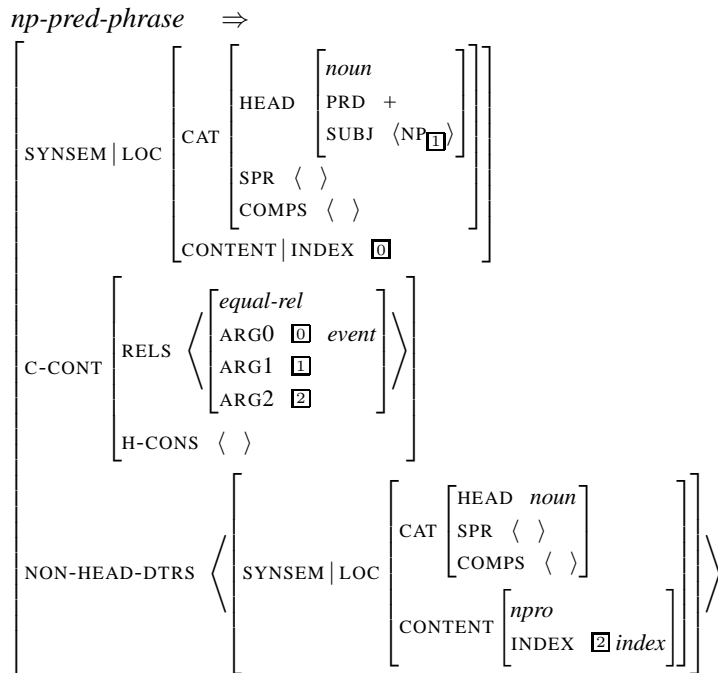 np-pred-phrase ⇒
noun
HEAD PRD +
SUBJ ⟨NP 1⟩
SYNSEM | LOC CAT
SPR ⟨ ⟩
COMPS ⟨ ⟩
CONTENT | INDEX 0
equal-rel
ARG0 0 event
C-CONT RELS ⟨ ARG1 1 ⟩
ARG2 2
H-CONS ⟨ ⟩
HEAD noun
CAT SPR ⟨ ⟩
COMPS ⟨ ⟩
NON-HEAD-DTRS ⟨ SYNSEM | LOC ⟩
npro
CONTENT
INDEX 2 index